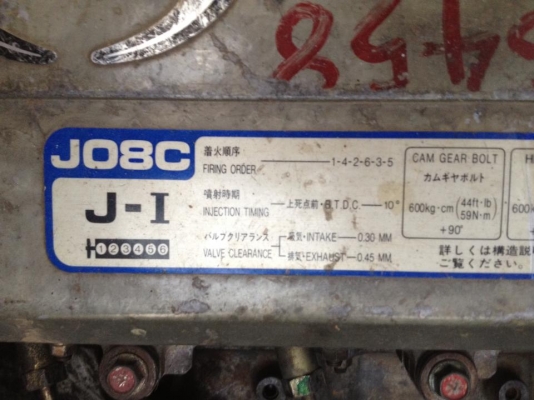 5458
J08C
J-I
123456
着火順序
FIRING ORDER
1-4-2-6-3-5
噴射時期
INJECTION TIMING
上死点前・B.T.D.C.
10°
バルブクリアランス
VALVE CLEARANCE
吸気・INTAKE
0.30 MM
排気・EXHAUST
0.45 MM
CAM GEAR BOLT
カムギヤボルト
600kg・cm (44ft・lb
59N・m)
+90°
詳しくは構造説
ご覧ください。